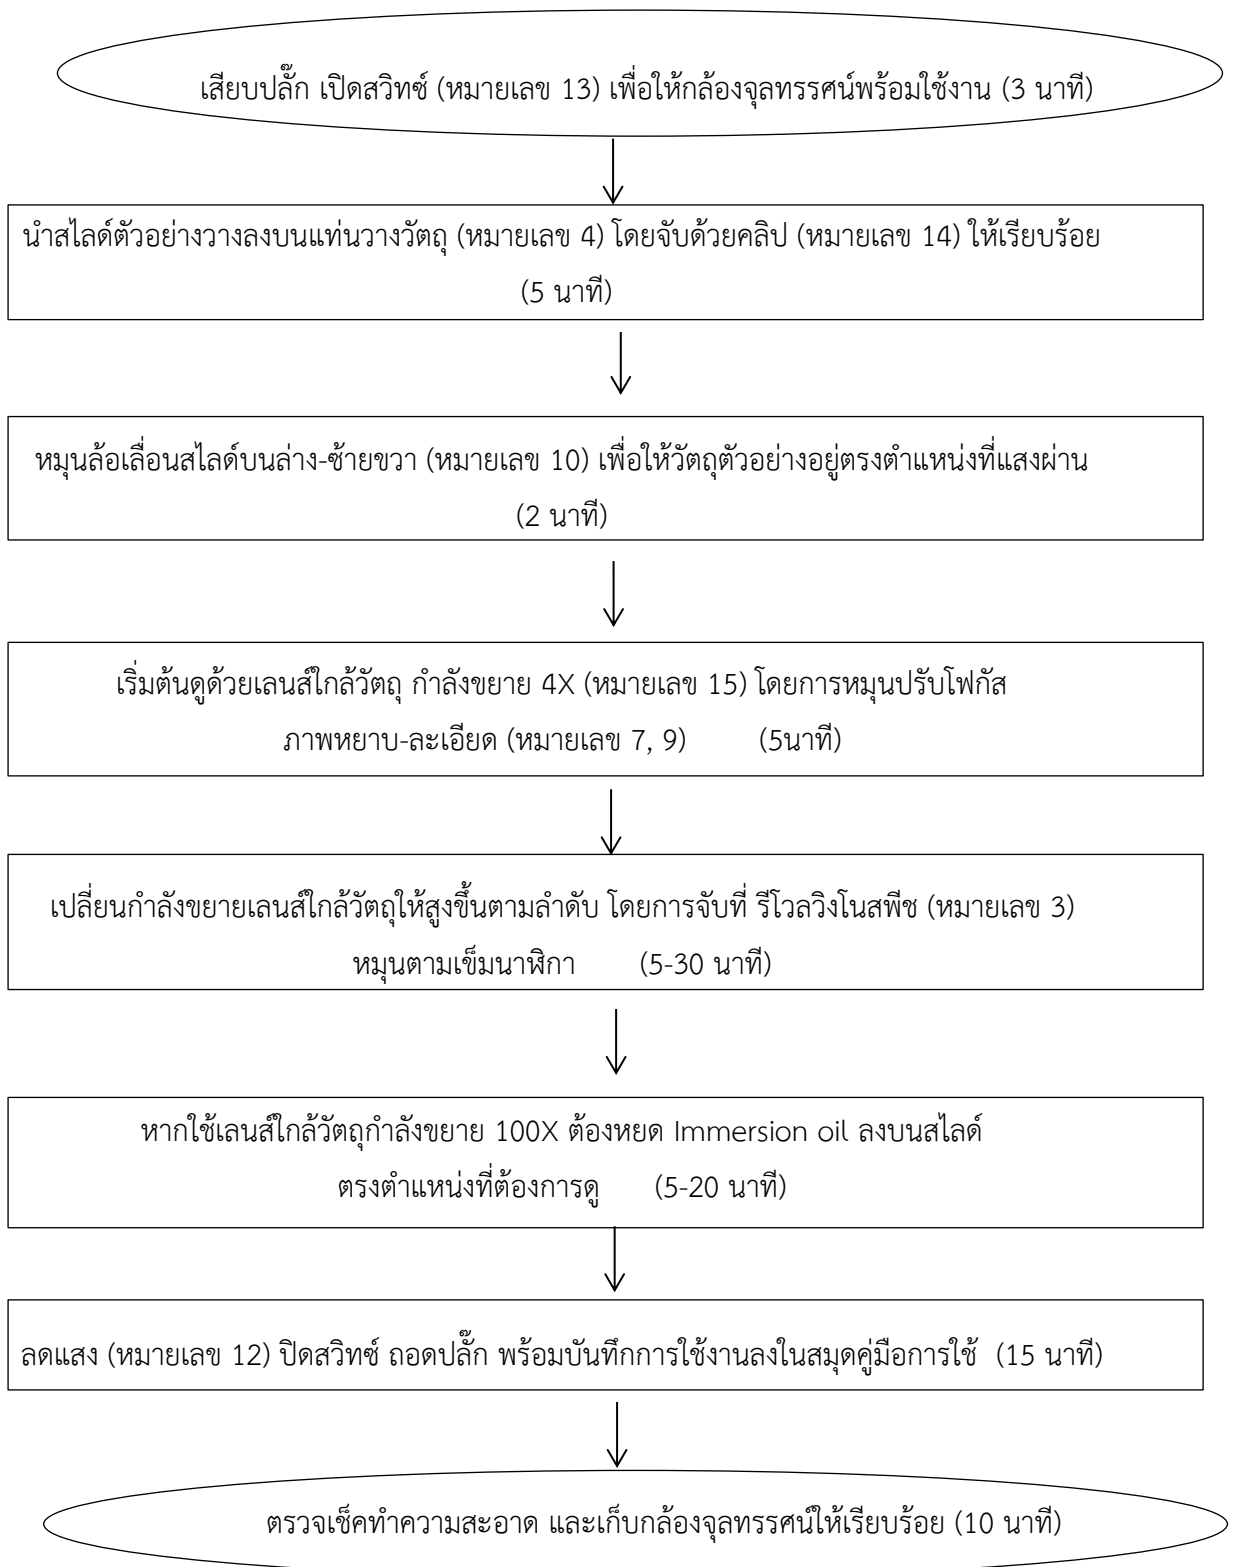 เสียบปลั๊ก เปิดสวิทซ์ (หมายเลข 13) เพื่อให้กล้องจุลทรรศน์พร้อมใช้งาน (3 นาที)
นำสไลด์ตัวอย่างวางลงบนแท่นวางวัตถุ (หมายเลข 4) โดยจับด้วยคลิป (หมายเลข 14) ให้เรียบร้อย
(5 นาที)
หมุนล้อเลื่อนสไลด์บนล่าง-ซ้ายขวา (หมายเลข 10) เพื่อให้วัตถุตัวอย่างอยู่ตรงตำแหน่งที่แสงผ่าน
(2 นาที)
เริ่มต้นดูด้วยเลนส์ใกล้วัตถุ กำลังขยาย 4X (หมายเลข 15) โดยการหมุนปรับโฟกัส
ภาพหยาบ-ละเอียด (หมายเลข 7, 9) (5นาที)
เปลี่ยนกำลังขยายเลนส์ใกล้วัตถุให้สูงขึ้นตามลำดับ โดยการจับที่ รีโวลวิงโนสพีช (หมายเลข 3)
หมุนตามเข็มนาฬิกา (5-30 นาที)
หากใช้เลนส์ใกล้วัตถุกำลังขยาย 100X ต้องหยด Immersion oil ลงบนสไลด์
ตรงตำแหน่งที่ต้องการดู (5-20 นาที)
ลดแสง (หมายเลข 12) ปิดสวิทซ์ ถอดปลั๊ก พร้อมบันทึกการใช้งานลงในสมุดคู่มือการใช้ (15 นาที)
ตรวจเช็คทำความสะอาด และเก็บกล้องจุลทรรศน์ให้เรียบร้อย (10 นาที)